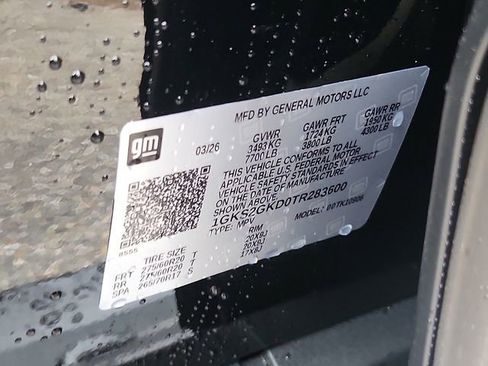 MFD BY GENERAL MOTORS LLC
gm
03/26 GVWR GAWR FRT GAWR RR
3493 KG 1724 KG 1950 KG
7700 LB 3800 LB 4300 LB
THIS VEHICLE CONFORMS TO ALL
APPLICABLE U.S. FEDERAL MOTOR
VEHICLE SAFETY STANDARDS IN EFFECT
ON THE DATE OF MANUFACTURE
SHOWN ABOVE
1GKS2GKD0TR283600
TYPE: MPV MODEL:
TIRE SIZE RIM
FRT 275/60R20 T 20X9J
RR 275/60R20 T 20X9J
SPA 265/70R17 S 17X8J